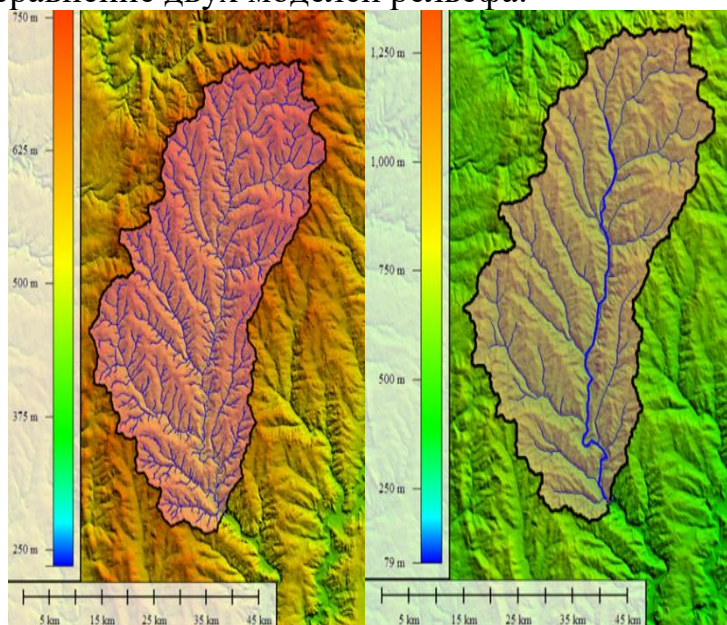 сравнение двух моделей рельефа.
750 m
625 m
500 m
375 m
250 m
5 km 15 km 25 km 35 km 45 km
1,250 m
1,000 m
750 m
500 m
250 m
79 m
5 km 15 km 25 km 35 km 45 km